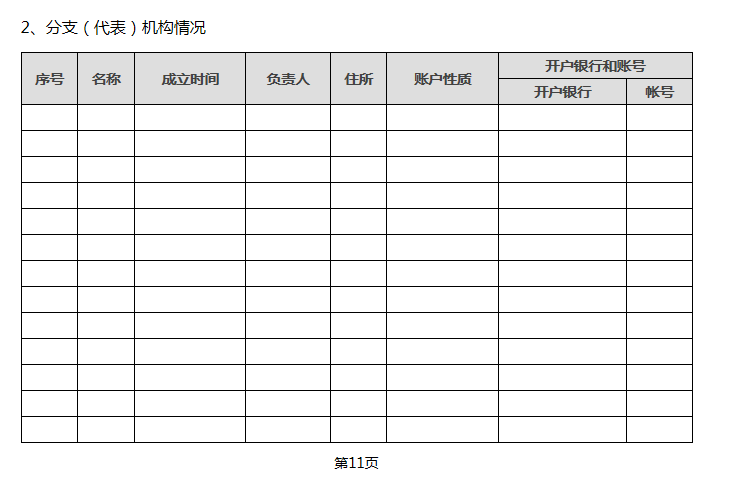 2、分支（代表）机构情况
序号 名称 成立时间 负责人 住所 账户性质 开户银行和账号
开户银行 帐号
第11页